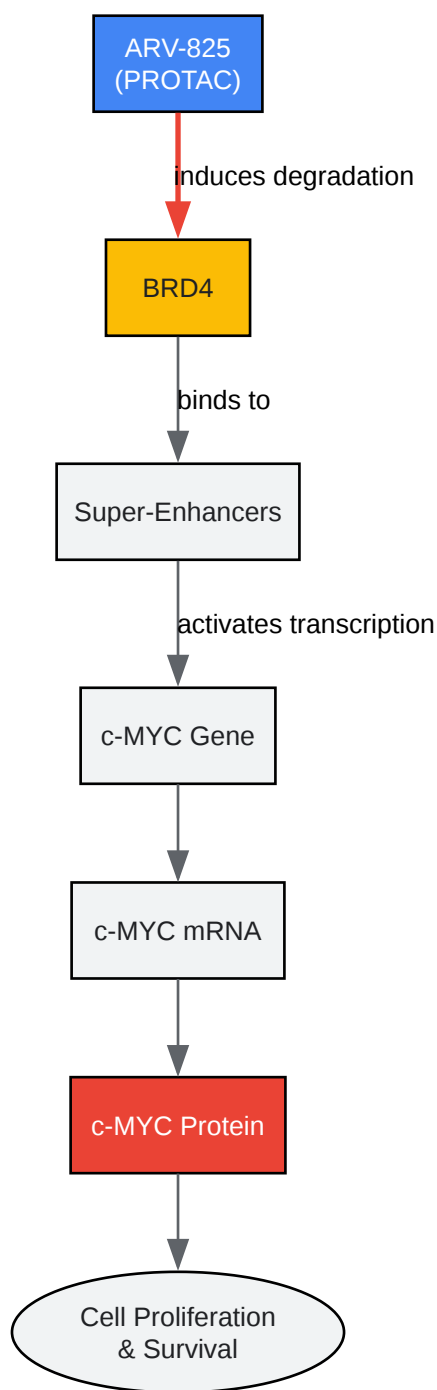 ARV-825
(PROTAC)
induces degradation
BRD4
binds to
Super-Enhancers
activates transcription
c-MYC Gene
c-MYC mRNA
c-MYC Protein
Cell Proliferation
& Survival